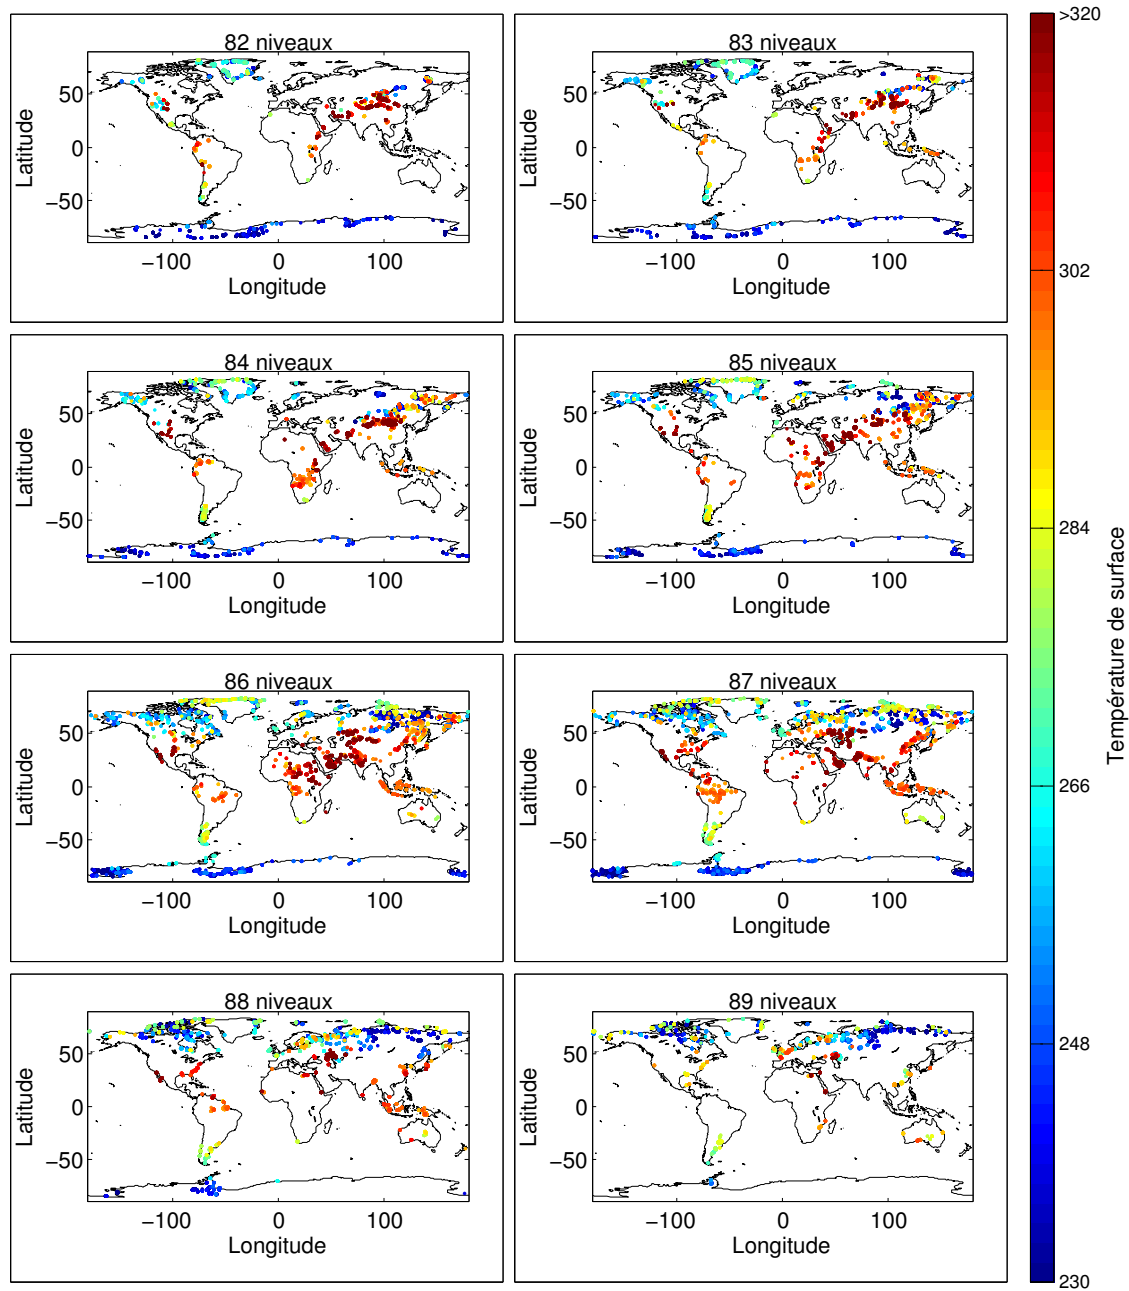 82 niveaux
83 niveaux
>320
50
0
−50
Latitude
−100 0 100
Longitude
50
0
−50
Latitude
−100 0 100
Longitude
302
84 niveaux
85 niveaux
50
0
−50
Latitude
−100 0 100
Longitude
50
0
−50
Latitude
−100 0 100
Longitude
284
Température de surface
86 niveaux
87 niveaux
50
0
−50
Latitude
−100 0 100
Longitude
50
0
−50
Latitude
−100 0 100
Longitude
266
88 niveaux
89 niveaux
50
0
−50
Latitude
−100 0 100
Longitude
50
0
−50
Latitude
−100 0 100
Longitude
248
230